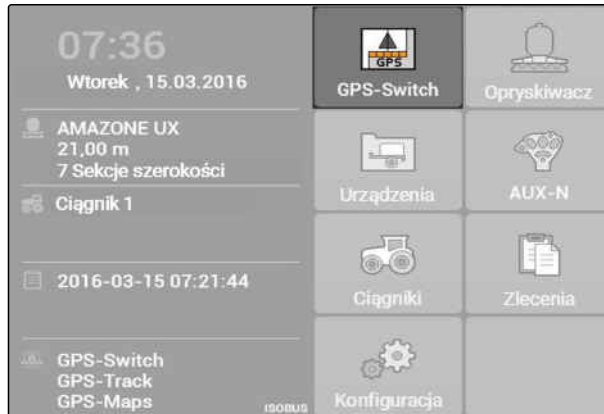 07:36
Wtorek , 15.03.2016
AMAZONE UX
21,00 m
7 Sekcje szerokości
Ciągnik 1
2016-03-15 07:21:44
GPS-Switch
GPS-Track
GPS-Maps
ISOBUS
GPS
GPS-Switch
Opryskiwacz
Urządzenia
AUX-N
Ciągniki
Zlecenia
Konfiguracja